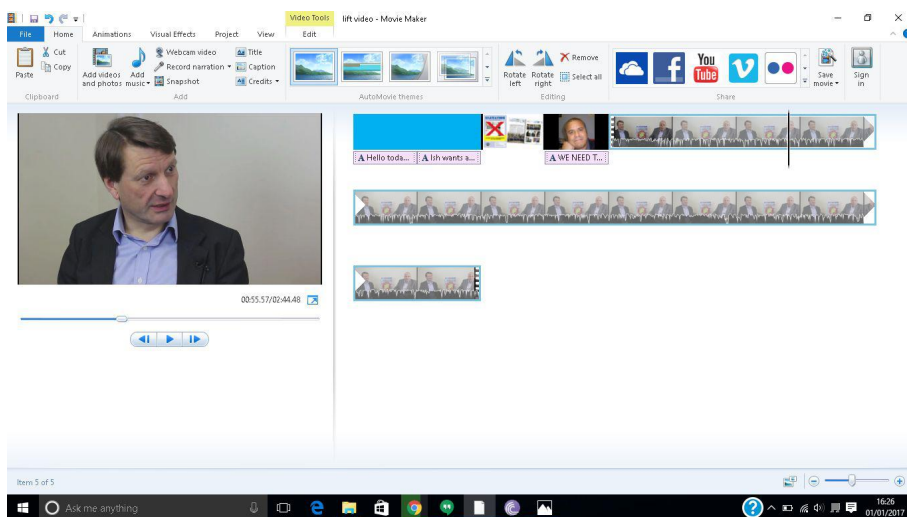 Video Tools
lift video - Movie Maker
File Home Animations Visual Effects Project View Edit
Paste
Cut
Copy
Clipboard
Add videos and photos
Add music
Webcam video
Record narration
Snapshot
Title
Caption
Credits
Add
AutoMovie themes
Rotate left
Rotate right
Remove
Select all
Editing
You Tube
Share
Save movie
Sign in
A Hello toda...
A Ish wants a...
A WE NEED T...
00:55.57/02:44.48
Item 5 of 5
Ask me anything
16:26
01/01/2017